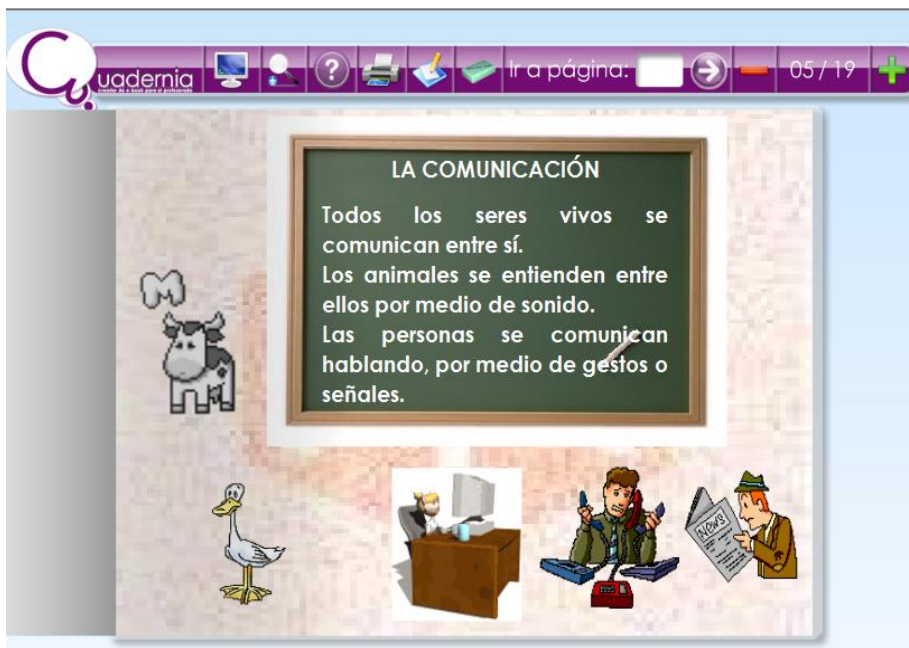 Cuadernia
Ir a página:
05 / 19
LA COMUNICACIÓN
Todos los seres vivos se
comunican entre sí.
Los animales se entienden entre
ellos por medio de sonido.
Las personas se comunican
hablando, por medio de gestos o
señales.
M
NEWS